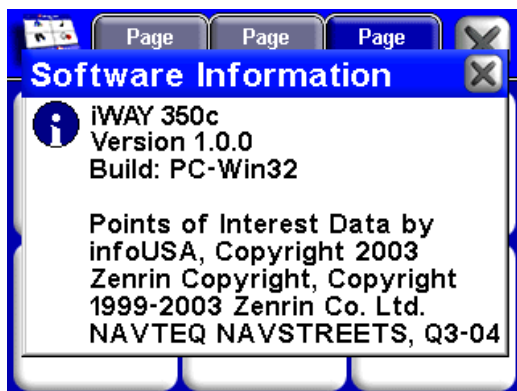 Page Page Page
Software Information
iWAY 350c
Version 1.0.0
Build: PC-Win32
Points of Interest Data by
infoUSA, Copyright 2003
Zenrin Copyright, Copyright
1999-2003 Zenrin Co. Ltd.
NAVTEQ NAVSTREETS, Q3-04